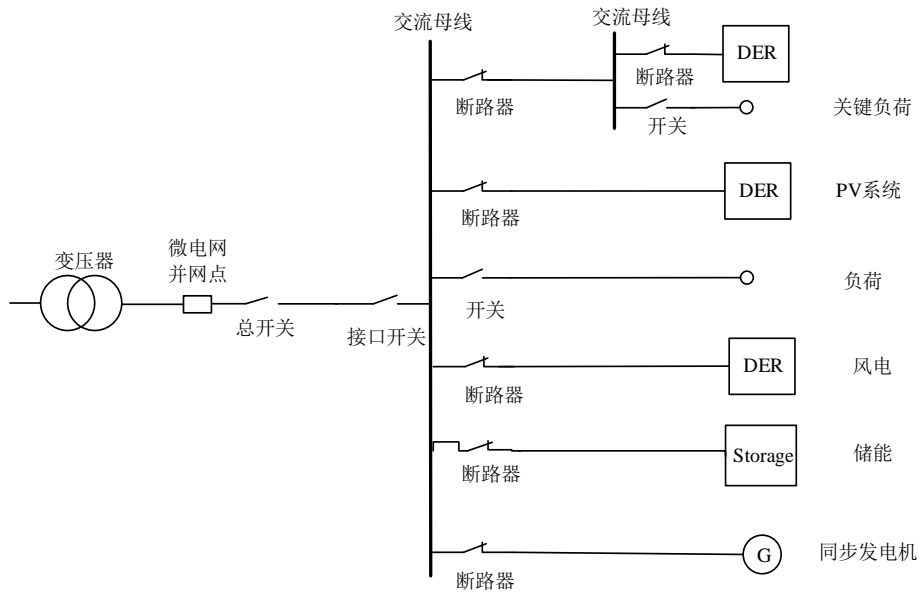 交流母线
交流母线
DER
断路器
断路器
关键负荷
开关
DER
PV系统
断路器
变压器
微电网
并网点
负荷
总开关
接口开关
开关
DER
风电
断路器
Storage
储能
断路器
G
同步发电机
断路器